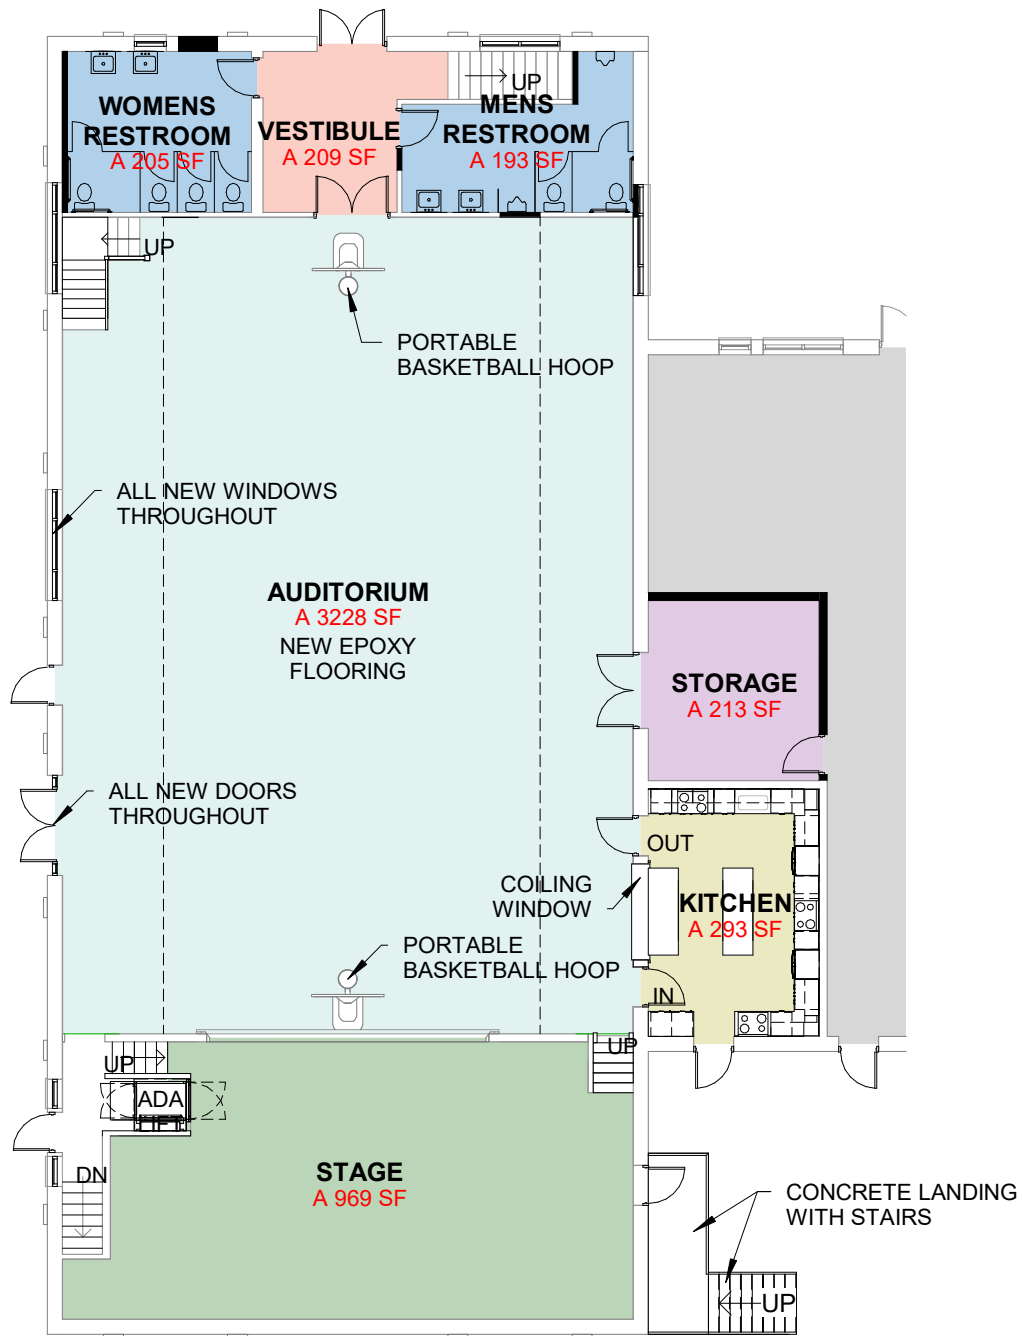 UP
WOMENS
RESTROOM
A 205 SF
VESTIBULE
A 209 SF
MENS
RESTROOM
A 193 SF
UP
PORTABLE
BASKETBALL HOOP
ALL NEW WINDOWS
THROUGHOUT
AUDITORIUM
A 3228 SF
NEW EPOXY
FLOORING
STORAGE
A 213 SF
ALL NEW DOORS
THROUGHOUT
OUT
COILING
WINDOW
KITCHEN
A 293 SF
PORTABLE
BASKETBALL HOOP
IN
UP
UP
ADA
LIFT
DN
STAGE
A 969 SF
CONCRETE LANDING
WITH STAIRS
UP